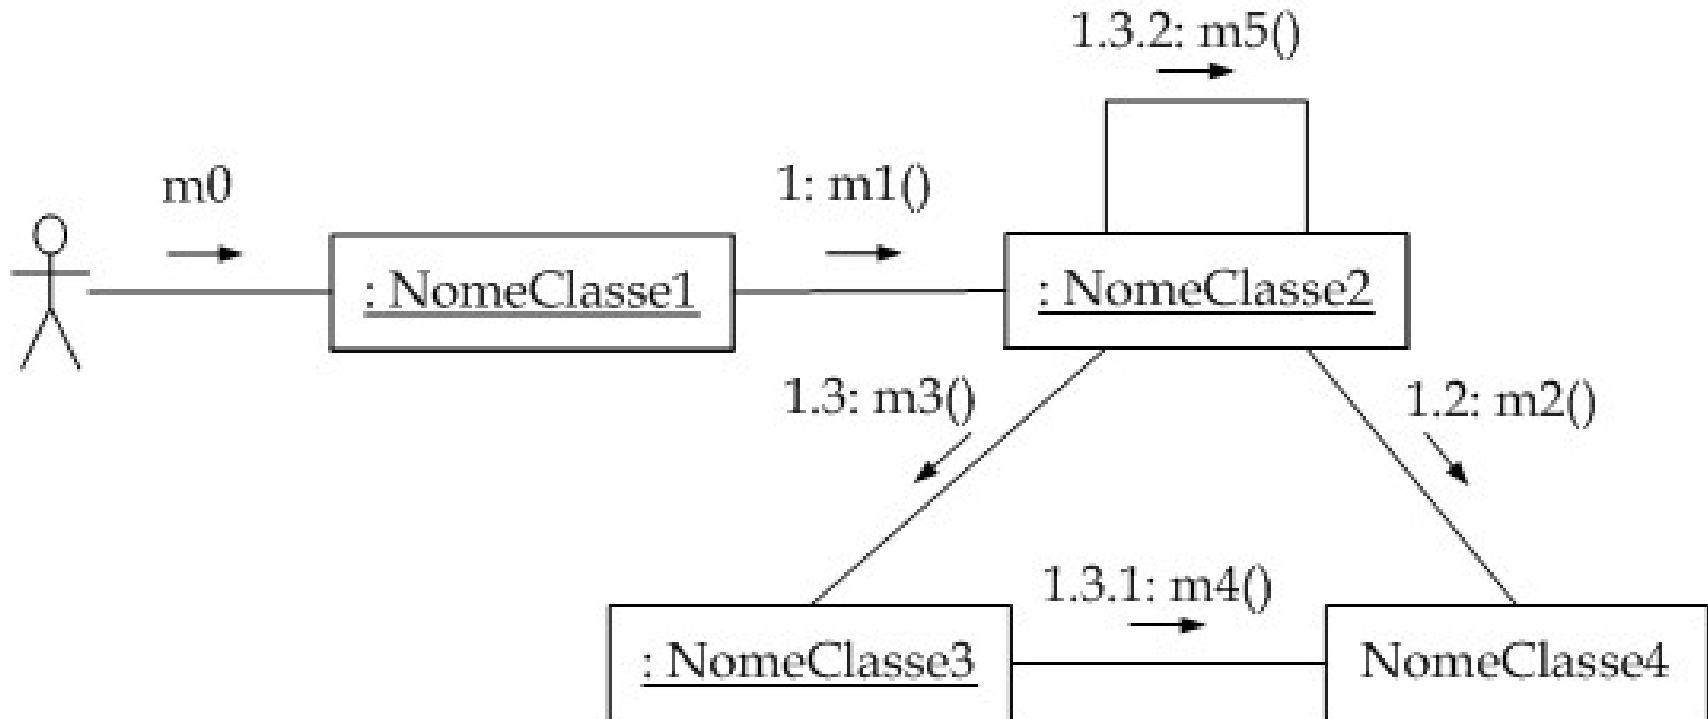 1.3.2: m5()
m0
1: m1()
: NomeClasse1
: NomeClasse2
1.3: m3()
1.2: m2()
1.3.1: m4()
: NomeClasse3
NomeClasse4